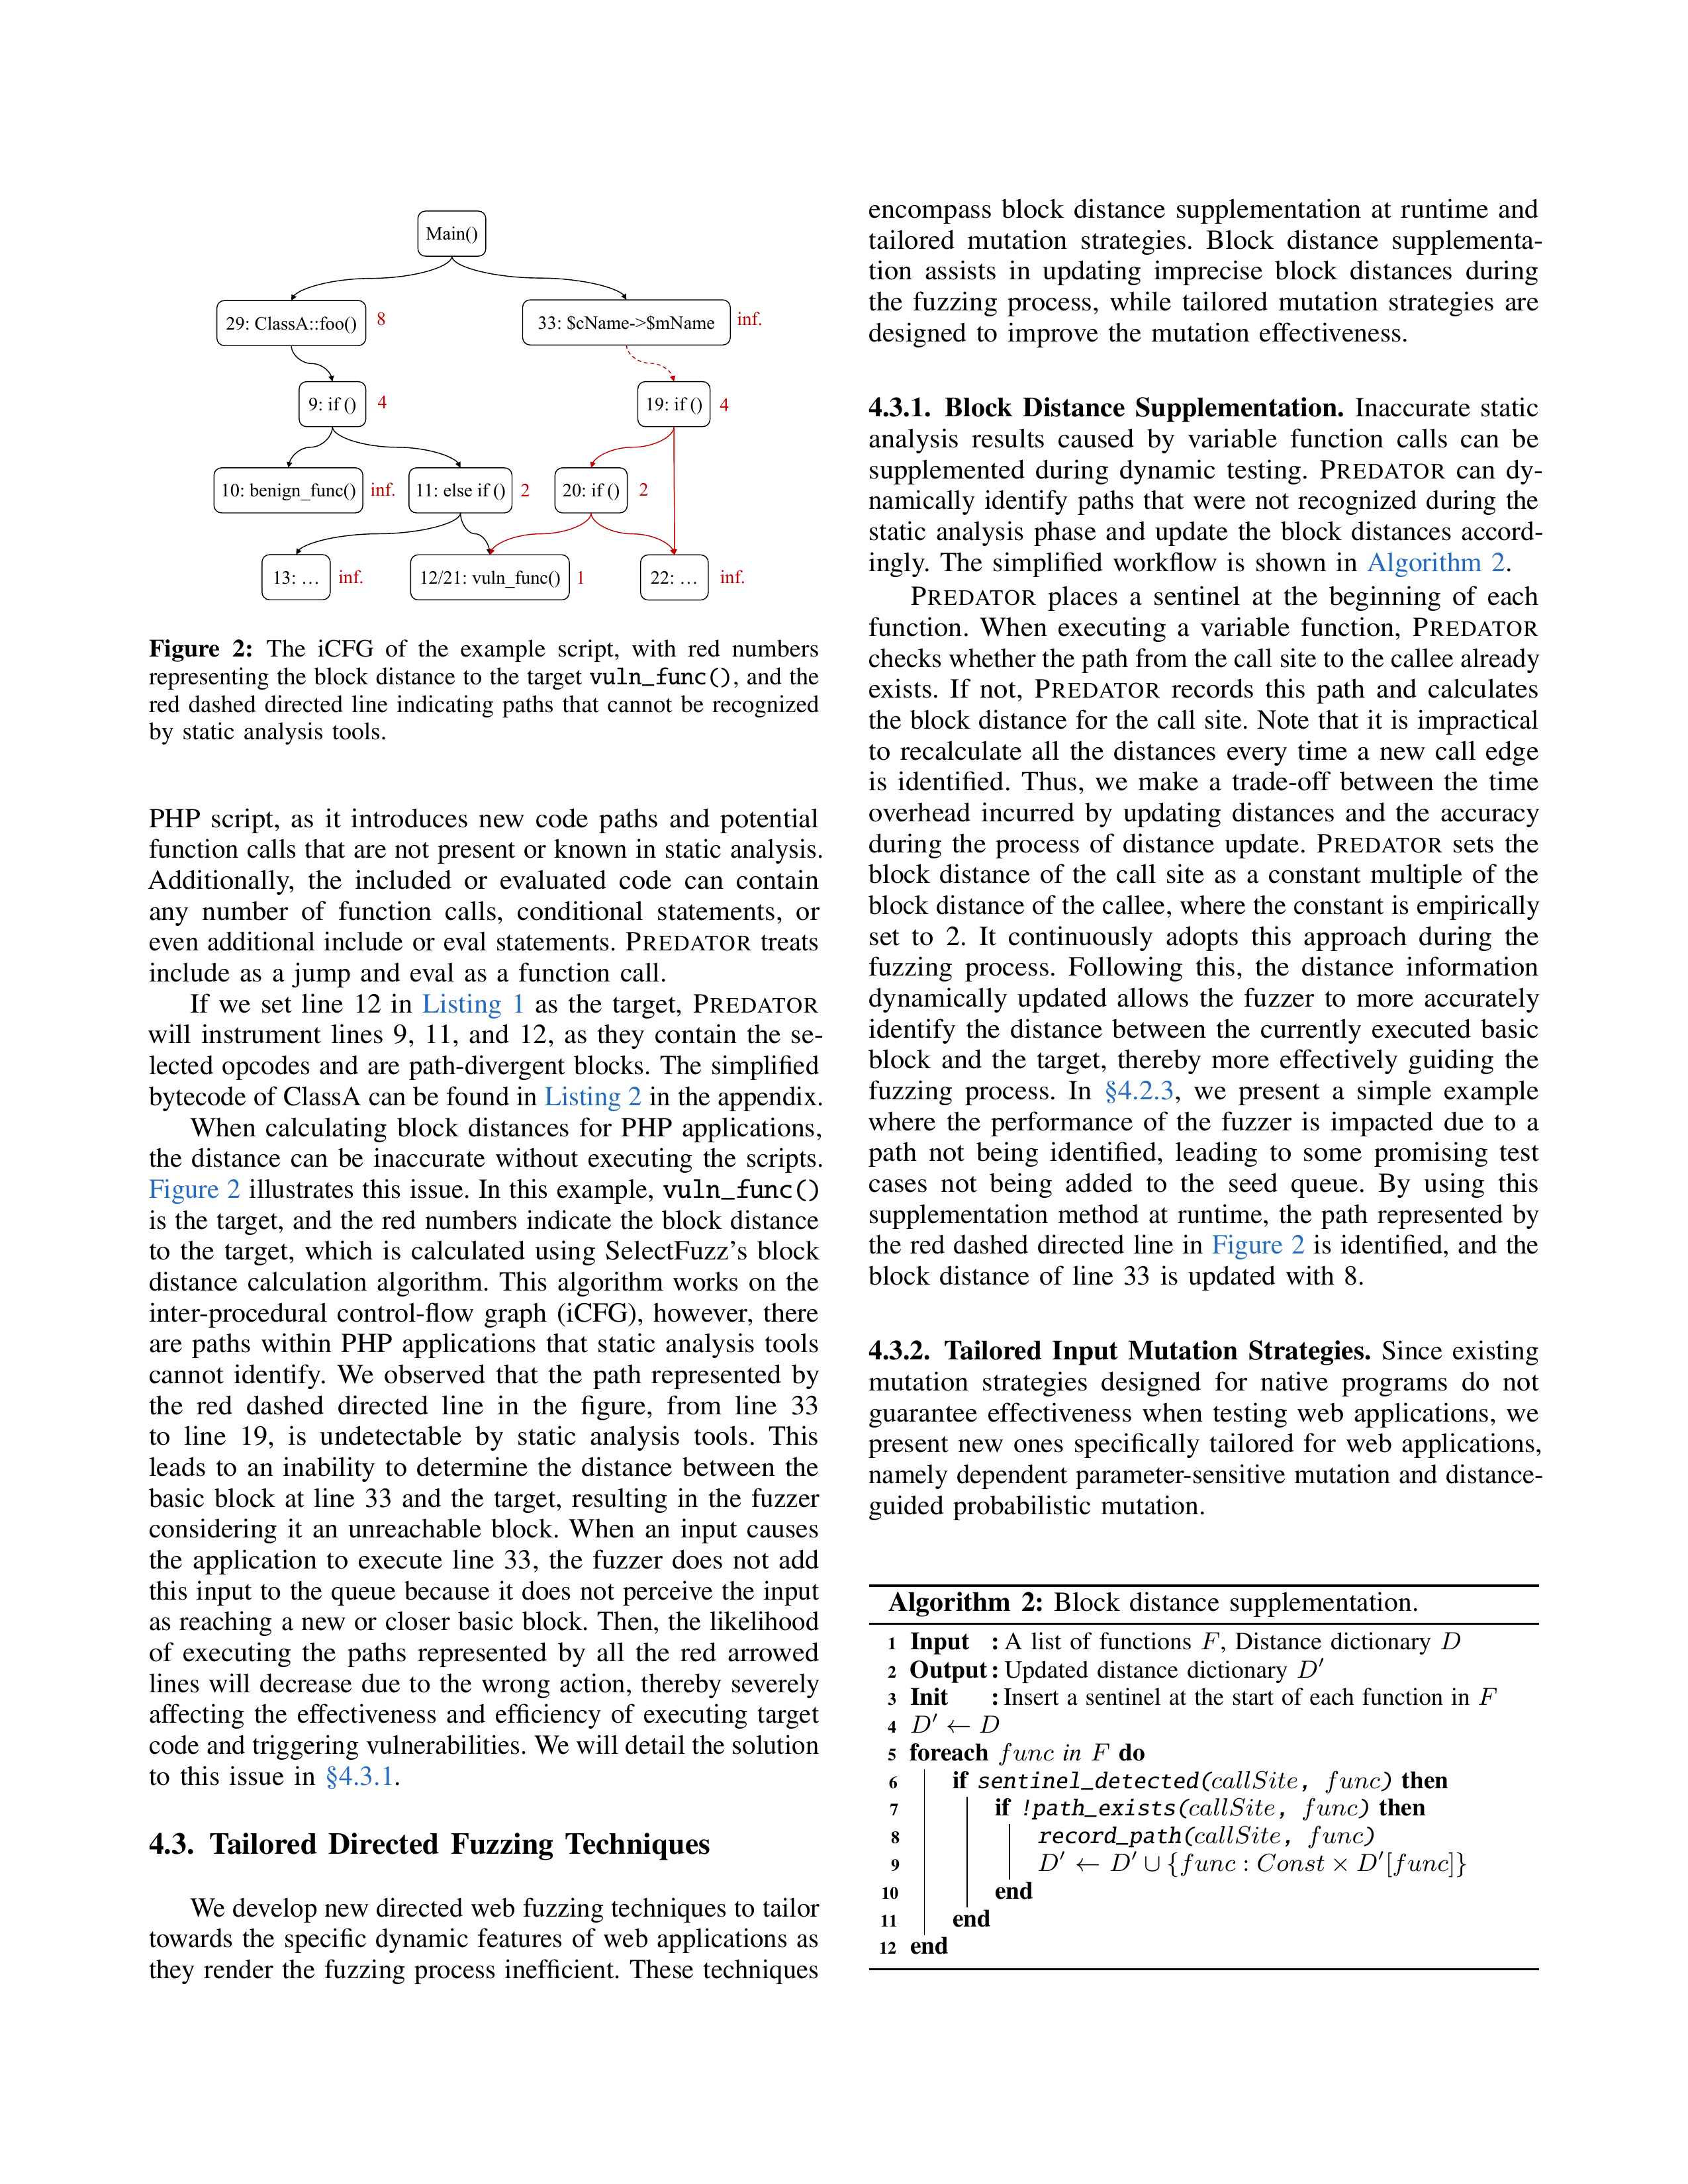 Main()
29: ClassA::foo() 8
33: $cName->$mName inf.
9: if () 4
19: if () 4
10: benign_func() inf.
11: else if () 2
20: if () 2
13: … inf.
12/21: vuln_func() 1
22: … inf.
Figure 2: The iCFG of the example script, with red numbers
representing the block distance to the target vuln_func(), and the
red dashed directed line indicating paths that cannot be recognized
by static analysis tools.
PHP script, as it introduces new code paths and potential
function calls that are not present or known in static analysis.
Additionally, the included or evaluated code can contain
any number of function calls, conditional statements, or
even additional include or eval statements. PREDATOR treats
include as a jump and eval as a function call.
If we set line 12 in Listing 1 as the target, PREDATOR
will instrument lines 9, 11, and 12, as they contain the se-
lected opcodes and are path-divergent blocks. The simplified
bytecode of ClassA can be found in Listing 2 in the appendix.
When calculating block distances for PHP applications,
the distance can be inaccurate without executing the scripts.
Figure 2 illustrates this issue. In this example, vuln_func()
is the target, and the red numbers indicate the block distance
to the target, which is calculated using SelectFuzz's block
distance calculation algorithm. This algorithm works on the
inter-procedural control-flow graph (iCFG), however, there
are paths within PHP applications that static analysis tools
cannot identify. We observed that the path represented by
the red dashed directed line in the figure, from line 33
to line 19, is undetectable by static analysis tools. This
leads to an inability to determine the distance between the
basic block at line 33 and the target, resulting in the fuzzer
considering it an unreachable block. When an input causes
the application to execute line 33, the fuzzer does not add
this input to the queue because it does not perceive the input
as reaching a new or closer basic block. Then, the likelihood
of executing the paths represented by all the red arrowed
lines will decrease due to the wrong action, thereby severely
affecting the effectiveness and efficiency of executing target
code and triggering vulnerabilities. We will detail the solution
to this issue in §4.3.1.
4.3. Tailored Directed Fuzzing Techniques
We develop new directed web fuzzing techniques to tailor
towards the specific dynamic features of web applications as
they render the fuzzing process inefficient. These techniques
encompass block distance supplementation at runtime and
tailored mutation strategies. Block distance supplementa-
tion assists in updating imprecise block distances during
the fuzzing process, while tailored mutation strategies are
designed to improve the mutation effectiveness.
4.3.1. Block Distance Supplementation. Inaccurate static
analysis results caused by variable function calls can be
supplemented during dynamic testing. PREDATOR can dy-
namically identify paths that were not recognized during the
static analysis phase and update the block distances accord-
ingly. The simplified workflow is shown in Algorithm 2.
PREDATOR places a sentinel at the beginning of each
function. When executing a variable function, PREDATOR
checks whether the path from the call site to the callee already
exists. If not, PREDATOR records this path and calculates
the block distance for the call site. Note that it is impractical
to recalculate all the distances every time a new call edge
is identified. Thus, we make a trade-off between the time
overhead incurred by updating distances and the accuracy
during the process of distance update. PREDATOR sets the
block distance of the call site as a constant multiple of the
block distance of the callee, where the constant is empirically
set to 2. It continuously adopts this approach during the
fuzzing process. Following this, the distance information
dynamically updated allows the fuzzer to more accurately
identify the distance between the currently executed basic
block and the target, thereby more effectively guiding the
fuzzing process. In §4.2.3, we present a simple example
where the performance of the fuzzer is impacted due to a
path not being identified, leading to some promising test
cases not being added to the seed queue. By using this
supplementation method at runtime, the path represented by
the red dashed directed line in Figure 2 is identified, and the
block distance of line 33 is updated with 8.
4.3.2. Tailored Input Mutation Strategies. Since existing
mutation strategies designed for native programs do not
guarantee effectiveness when testing web applications, we
present new ones specifically tailored for web applications,
namely dependent parameter-sensitive mutation and distance-
guided probabilistic mutation.
Algorithm 2: Block distance supplementation.
1 Input : A list of functions F, Distance dictionary D
2 Output : Updated distance dictionary D′
3 Init : Insert a sentinel at the start of each function in F
4 D′ ← D
5 foreach func in F do
6 if sentinel_detected(callSite, func) then
7 if !path_exists(callSite, func) then
8 record_path(callSite, func)
9 D′ ← D′ ∪ {func : Const × D′[func]}
10 end
11 end
12 end